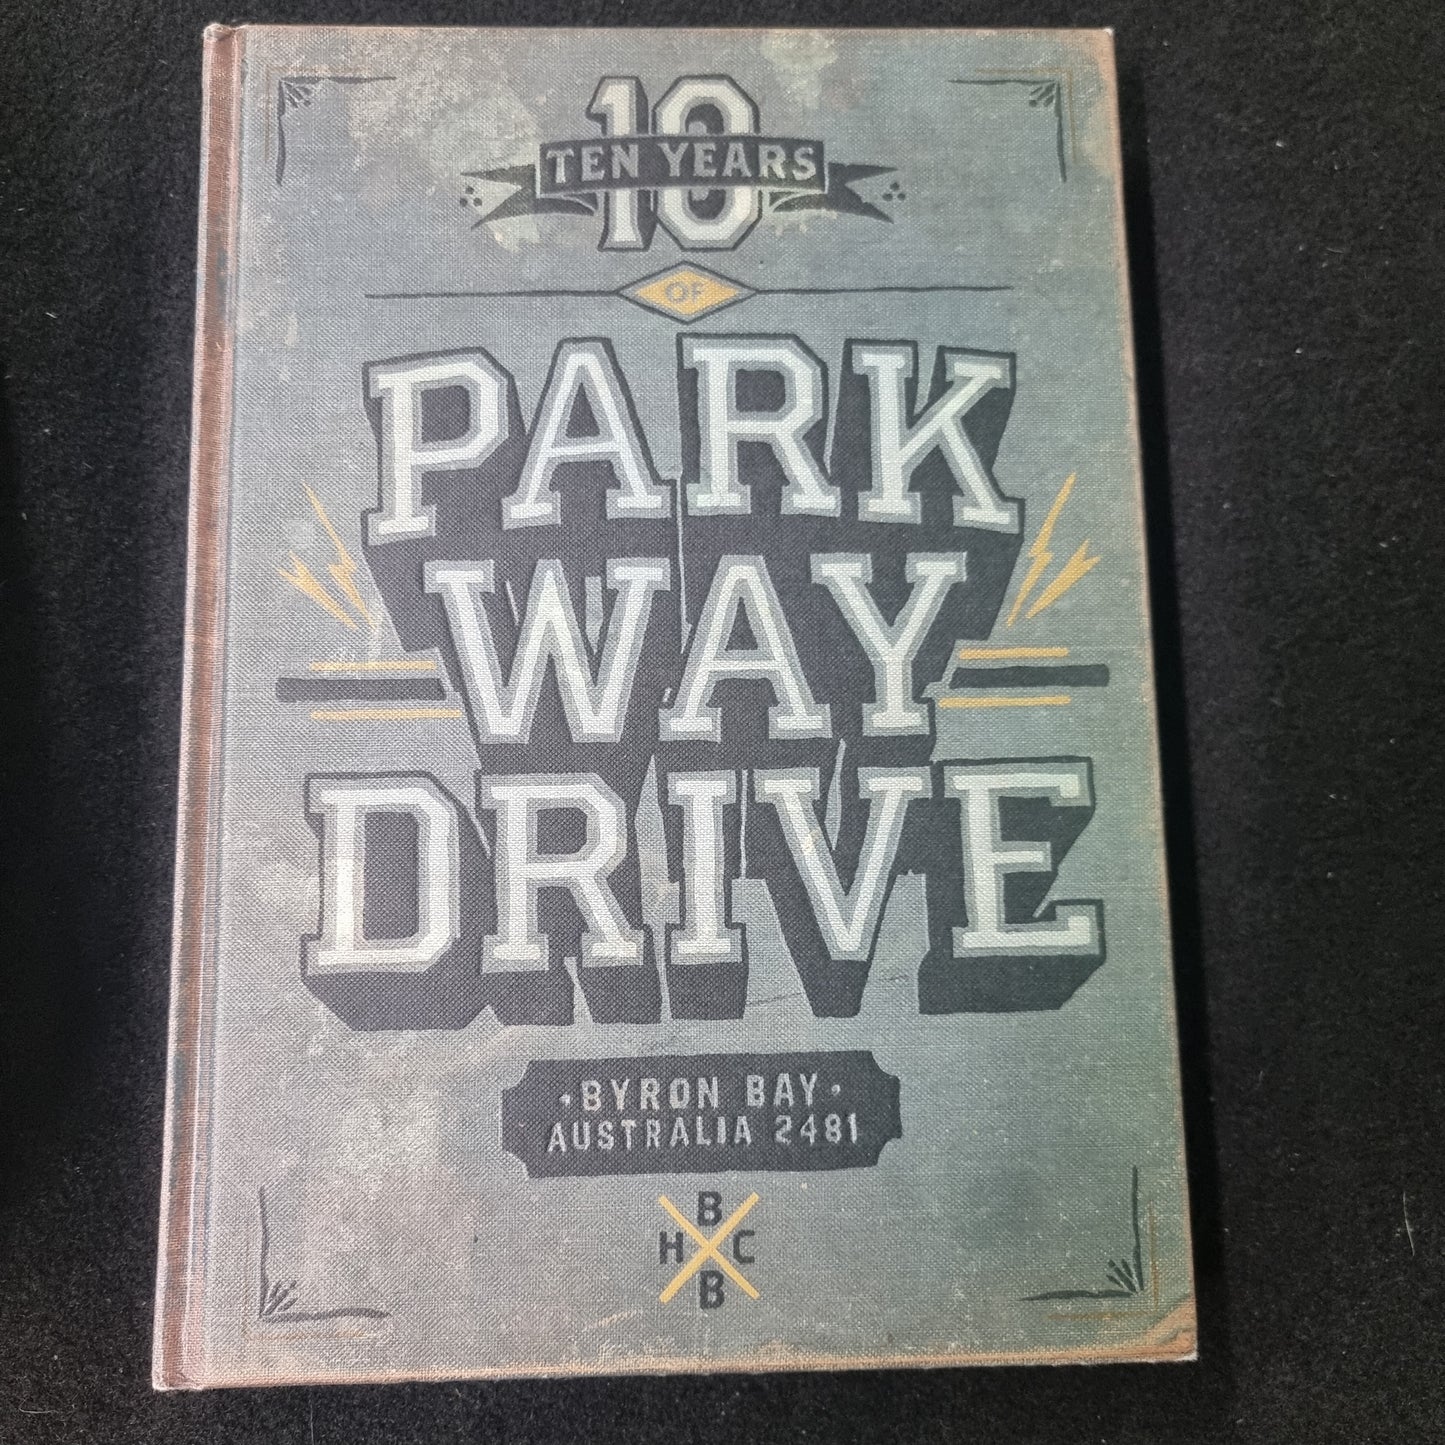 10
TEN YEARS
OF
PARK
WAY
DRIVE
·BYRON BAY·
AUSTRALIA 2481
B
H C
B